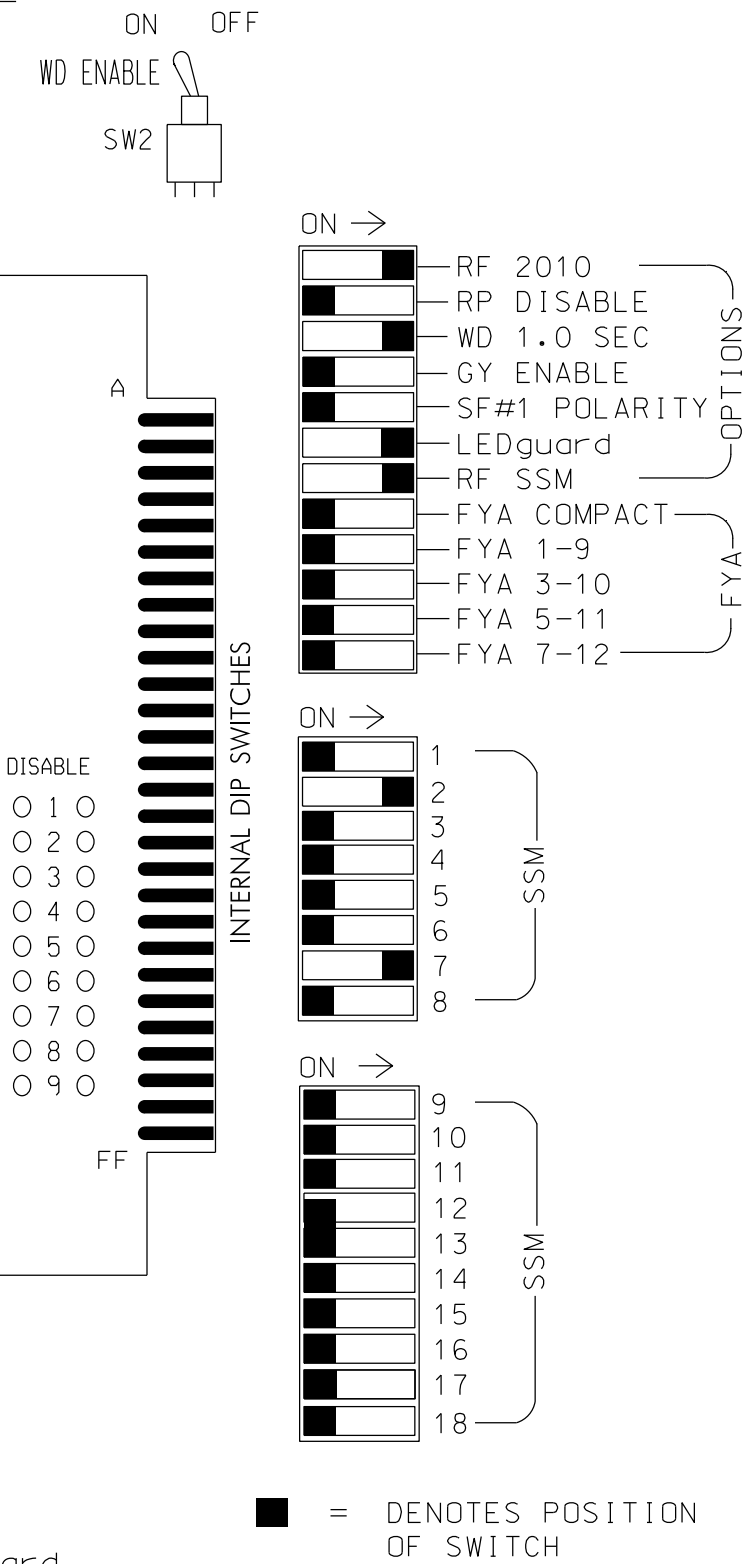 ON OFF
WD ENABLE
SW2
ON →
RF 2010
RP DISABLE
WD 1.0 SEC
GY ENABLE
SF#1 POLARITY
LEDguard
RF SSM
OPTIONS
FYA COMPACT
FYA 1-9
FYA 3-10
FYA 5-11
FYA 7-12
FYA
A
FF
INTERNAL DIP SWITCHES
DISABLE
1
2
3
4
5
6
7
8
9
ON →
1
2
3
4
5
6
7
8
SSM
ON →
9
10
11
12
13
14
15
16
17
18
SSM
= DENOTES POSITION
OF SWITCH